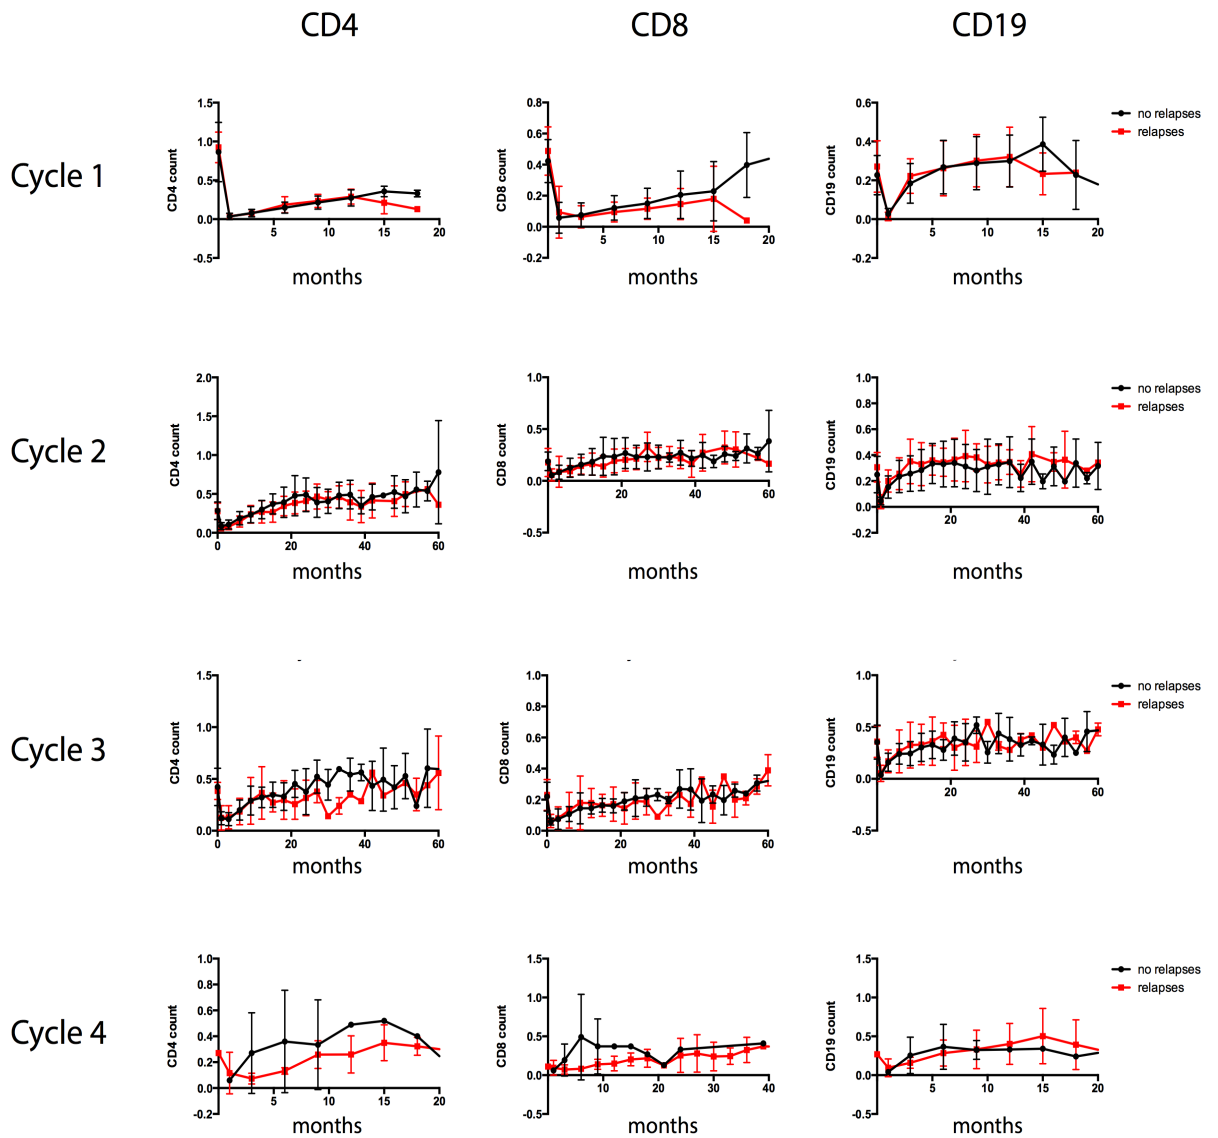 CD4 CD8 CD19
Cycle 1
CD4 count
1.5
1.0
0.5
0.0
-0.5
5 10 15 20
months
CD8 count
0.8
0.6
0.4
0.2
0.0
-0.2
5 10 15 20
months
CD19 count
0.6
0.4
0.2
0.0
-0.2
5 10 15 20
months
no relapses
relapses
Cycle 2
CD4 count
2.0
1.5
1.0
0.5
0.0
0 20 40 60
months
CD8 count
1.0
0.5
0.0
-0.5
20 40 60
months
CD19 count
1.0
0.8
0.6
0.4
0.2
0.0
-0.2
20 40 60
months
no relapses
relapses
Cycle 3
CD4 count
1.5
1.0
0.5
0.0
0 20 40 60
months
CD8 count
1.0
0.8
0.6
0.4
0.2
0.0
0 20 40 60
months
CD19 count
1.0
0.5
0.0
-0.5
20 40 60
months
no relapses
relapses
Cycle 4
CD4 count
1.0
0.8
0.6
0.4
0.2
0.0
-0.2
5 10 15 20
months
CD8 count
1.5
1.0
0.5
0.0
-0.5
10 20 30 40
months
CD19 count
1.5
1.0
0.5
0.0
-0.5
5 10 15 20
months
no relapses
relapses